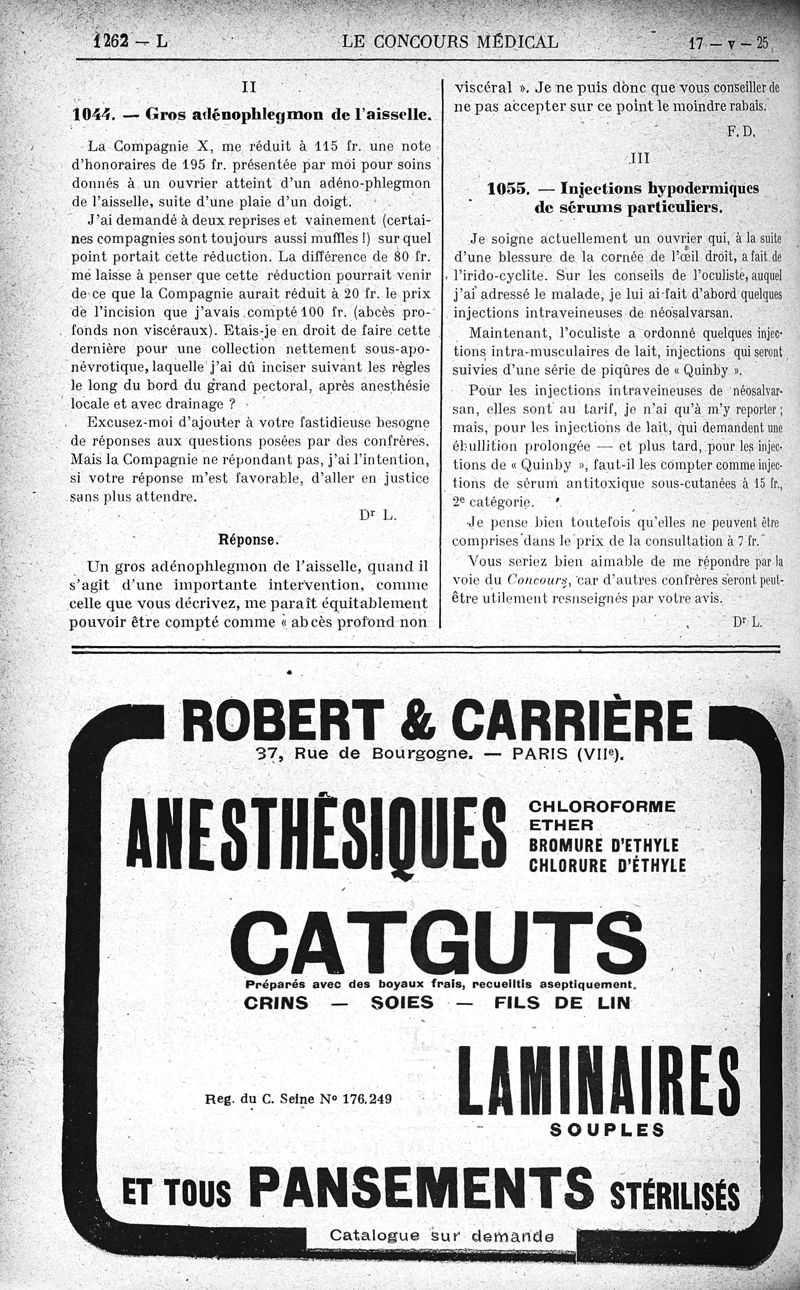 1262 — L LE CONCOURS MÉDICAL 17 — V — 25
II
1044. — Gros adénophlegmon de l'aisselle.
La Compagnie X, me réduit à 115 fr. une note
d'honoraires de 195 fr. présentée par moi pour soins
donnés à un ouvrier atteint d'un adéno-phlegmon
de l'aisselle, suite d'une plaie d'un doigt.
J'ai demandé à deux reprises et vainement (certai-
nes compagnies sont toujours aussi muffles !) sur quel
point portait cette réduction. La différence de 80 fr.
me laisse à penser que cette réduction pourrait venir
de ce que la Compagnie aurait réduit à 20 fr. le prix
de l'incision que j'avais compté 100 fr. (abcès pro-
fonds non viscéraux). Etais-je en droit de faire cette
dernière pour une collection nettement sous-apo-
névrotique, laquelle j'ai dû inciser suivant les règles
le long du bord du grand pectoral, après anesthésie
locale et avec drainage ?
Excusez-moi d'ajouter à votre fastidieuse besogne
de réponses aux questions posées par des confrères.
Mais la Compagnie ne répondant pas, j'ai l'intention,
si votre réponse m'est favorable, d'aller en justice
sans plus attendre.
Dr L.
Réponse.
Un gros adénophlegmon de l'aisselle, quand il
s'agit d'une importante intervention, comme
celle que vous décrivez, me paraît équitablement
pouvoir être compté comme « abcès profond non
viscéral ». Je ne puis donc que vous conseiller de
ne pas accepter sur ce point le moindre rabais.
F. D.
III
1055. — Injections hypodermiques
de sérums particuliers.
Je soigne actuellement un ouvrier qui, à la suite
d'une blessure de la cornée de l'œil droit, a fait de
l'irido-cyclite. Sur les conseils de l'oculiste, auquel
j'ai adressé le malade, je lui ai fait d'abord quelques
injections intraveineuses de néosalvarsan.
Maintenant, l'oculiste a ordonné quelques injec-
tions intra-musculaires de lait, injections qui seront
suivies d'une série de piqûres de « Quinby ».
Pour les injections intraveineuses de néosalvar-
san, elles sont au tarif, je n'ai qu'à m'y reporter ;
mais, pour les injections de lait, qui demandent une
ébullition prolongée — et plus tard, pour les injec-
tions de « Quinby », faut-il les compter comme injec-
tions de sérum antitoxique sous-cutanées à 15 fr.,
2e catégorie.
Je pense bien toutefois qu'elles ne peuvent être
comprises dans le prix de la consultation à 7 fr.
Vous seriez bien aimable de me répondre par la
voie du Concours, car d'autres confrères seront peut-
être utilement resnseignés par votre avis.
Dr L.
ROBERT & CARRIÈRE
37, Rue de Bourgogne. — PARIS (VIIe).
ANESTHÉSIQUES
CHLOROFORME
ETHER
BROMURE D'ETHYLE
CHLORURE D'ÉTHYLE
CATGUTS
Préparés avec des boyaux frais, recueillis aseptiquement.
CRINS — SOIES — FILS DE LIN
LAMINAIRES
SOUPLES
Reg. du C. Seine No 176.249
ET TOUS PANSEMENTS STÉRILISÉS
Catalogue sur demande